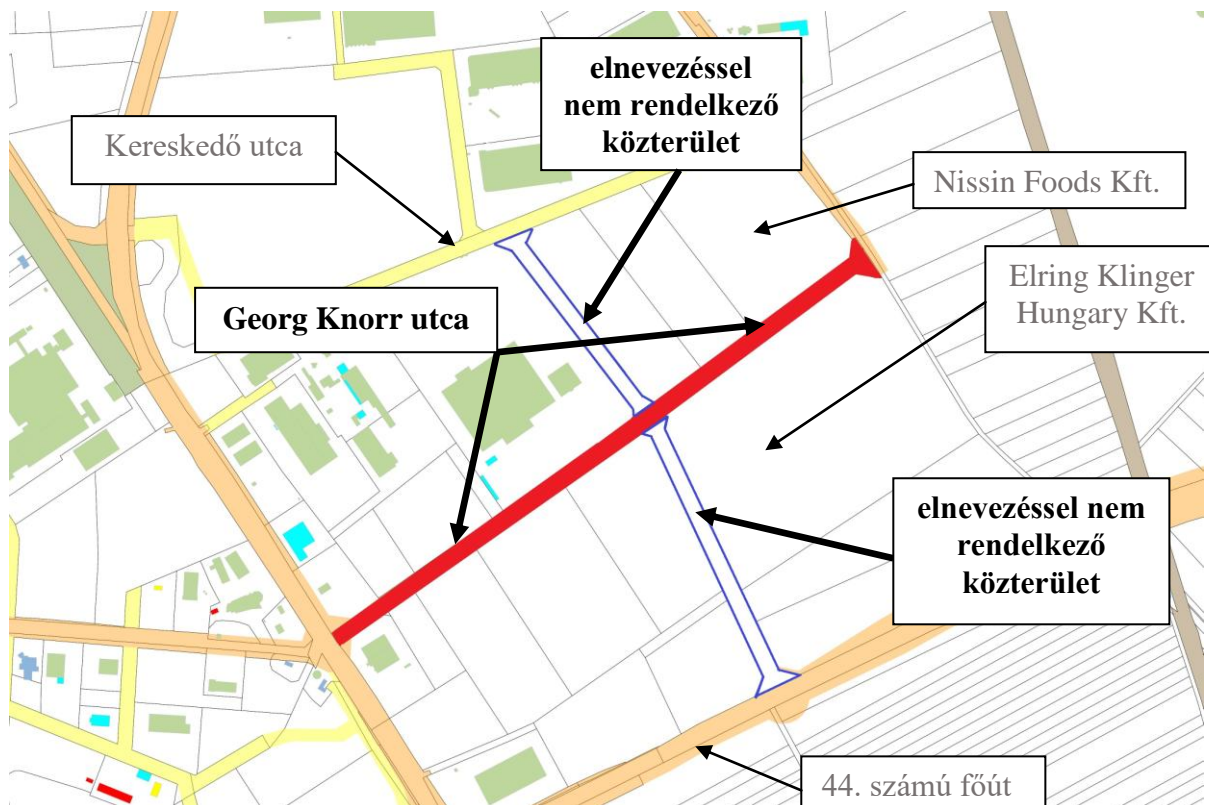 elnevezéssel
nem rendelkező
közterület
Kereskedő utca
Nissin Foods Kft.
Elring Klinger
Hungary Kft.
Georg Knorr utca
elnevezéssel nem
rendelkező
közterület
44. számú főút